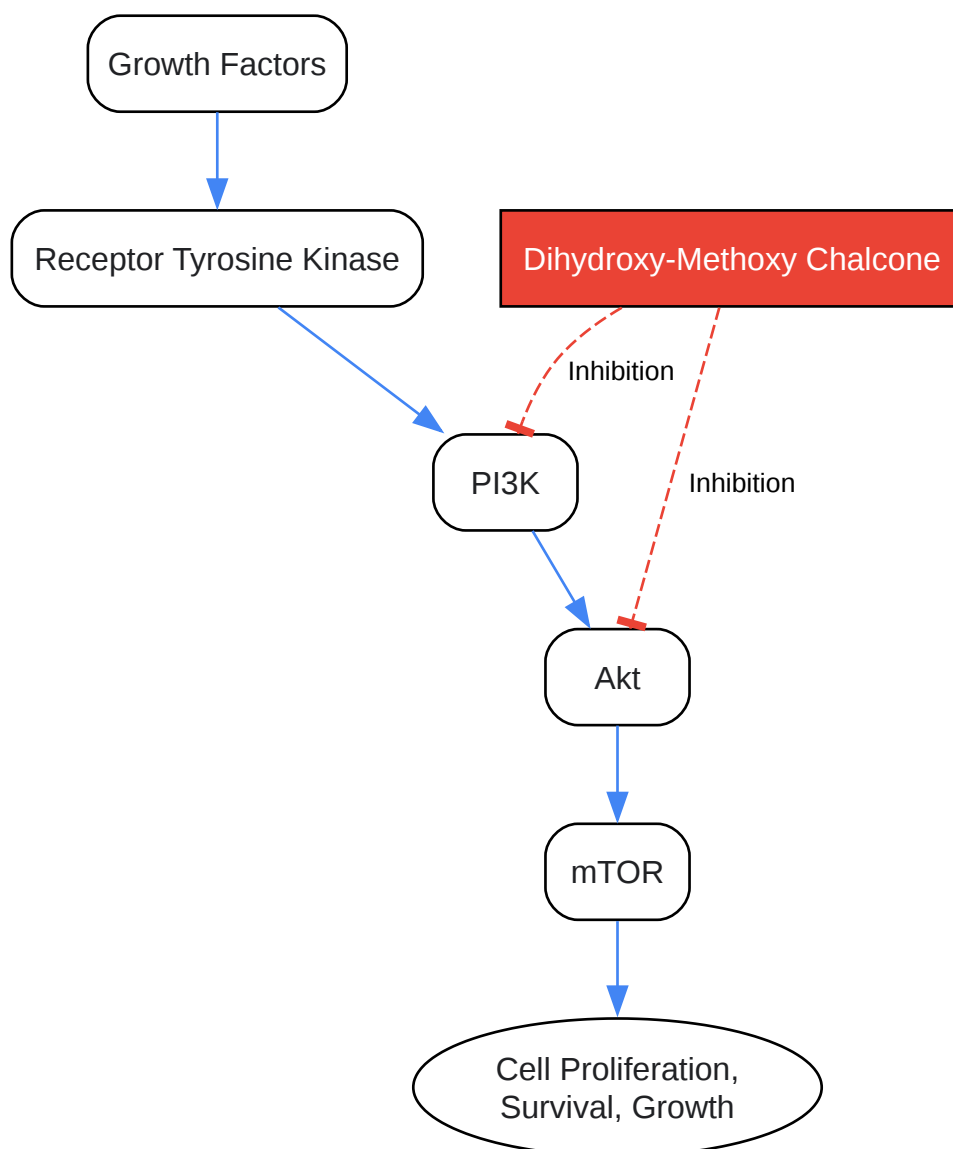 Growth Factors
Receptor Tyrosine Kinase
Dihydroxy-Methoxy Chalcone
Inhibition
PI3K
Inhibition
Akt
mTOR
Cell Proliferation,
Survival, Growth